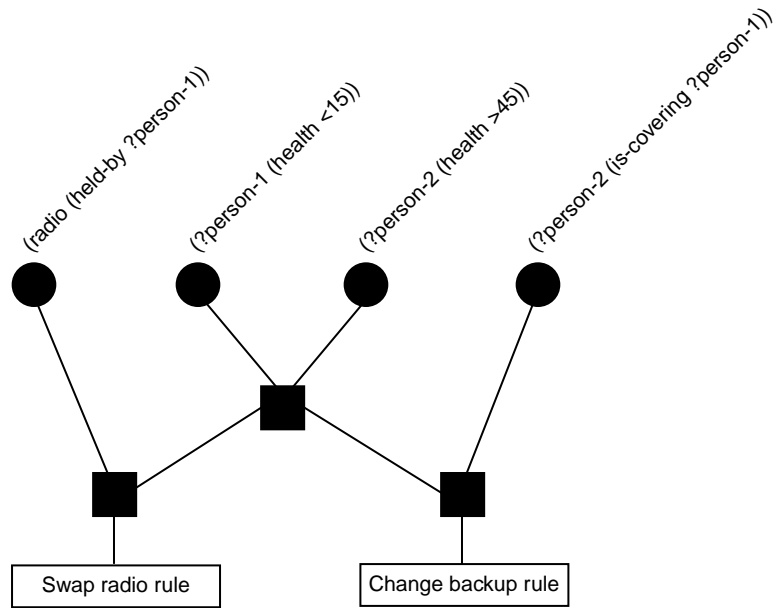 (radio (held-by ?person-1))
(?person-1 (health <15))
(?person-2 (health >45))
(?person-2 (is-covering ?person-1))
Swap radio rule
Change backup rule